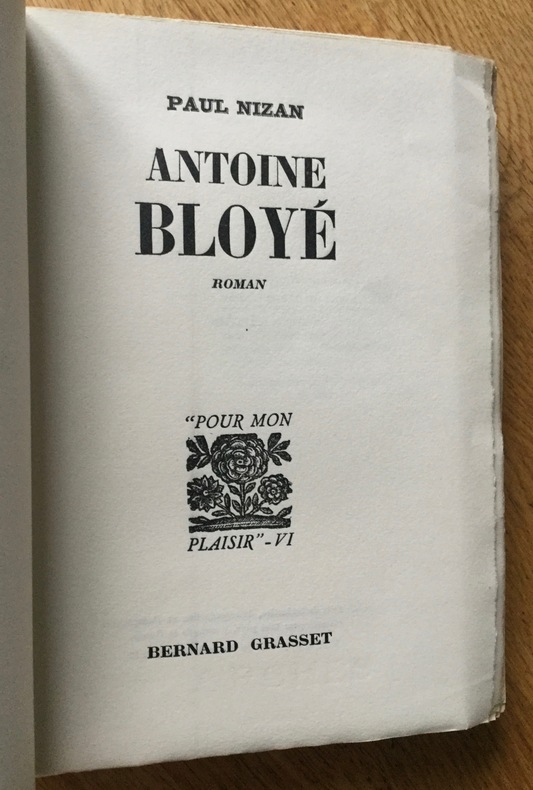 PAUL NIZAN
ANTOINE
BLOYÉ
ROMAN
“POUR MON
PLAISIR”-VI
BERNARD GRASSET